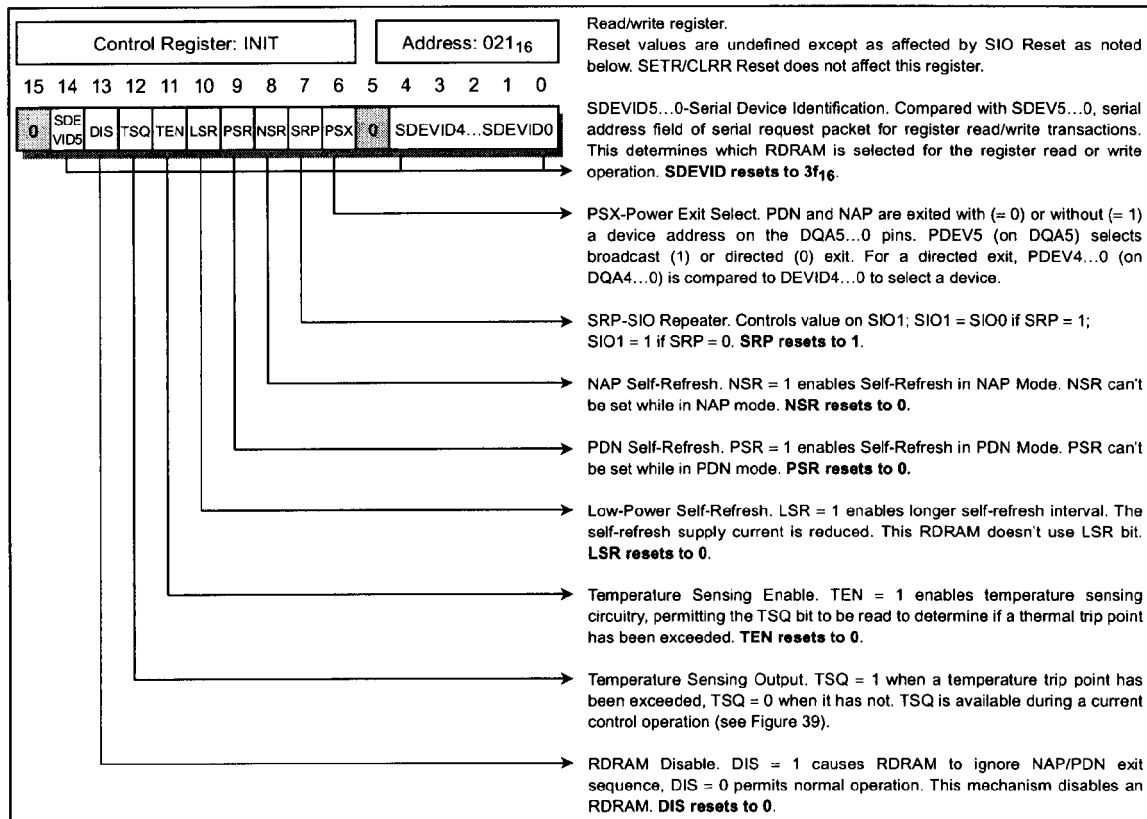 Control Register: INIT
Address: 021₁₆
15 14 13 12 11 10 9 8 7 6 5 4 3 2 1 0
0 SDE VID5 DIS TSQ TEN LSR PSR NSR SRP PSX 0 SDEVID4...SDEVID0
Read/write register.
Reset values are undefined except as affected by SIO Reset as noted
below. SETR/CLRR Reset does not affect this register.
SDEVID5...0-Serial Device Identification. Compared with SDEV5...0, serial
address field of serial request packet for register read/write transactions.
This determines which RDRAM is selected for the register read or write
operation. SDEVID resets to 3f₁₆.
PSX-Power Exit Select. PDN and NAP are exited with (= 0) or without (= 1)
a device address on the DQA5...0 pins. PDEV5 (on DQA5) selects
broadcast (1) or directed (0) exit. For a directed exit, PDEV4...0 (on
DQA4...0) is compared to DEVID4...0 to select a device.
SRP-SIO Repeater. Controls value on SIO1; SIO1 = SIO0 if SRP = 1;
SIO1 = 1 if SRP = 0. SRP resets to 1.
NAP Self-Refresh. NSR = 1 enables Self-Refresh in NAP Mode. NSR can't
be set while in NAP mode. NSR resets to 0.
PDN Self-Refresh. PSR = 1 enables Self-Refresh in PDN Mode. PSR can't
be set while in PDN mode. PSR resets to 0.
Low-Power Self-Refresh. LSR = 1 enables longer self-refresh interval. The
self-refresh supply current is reduced. This RDRAM doesn't use LSR bit.
LSR resets to 0.
Temperature Sensing Enable. TEN = 1 enables temperature sensing
circuitry, permitting the TSQ bit to be read to determine if a thermal trip point
has been exceeded. TEN resets to 0.
Temperature Sensing Output. TSQ = 1 when a temperature trip point has
been exceeded, TSQ = 0 when it has not. TSQ is available during a current
control operation (see Figure 39).
RDRAM Disable. DIS = 1 causes RDRAM to ignore NAP/PDN exit
sequence, DIS = 0 permits normal operation. This mechanism disables an
RDRAM. DIS resets to 0.